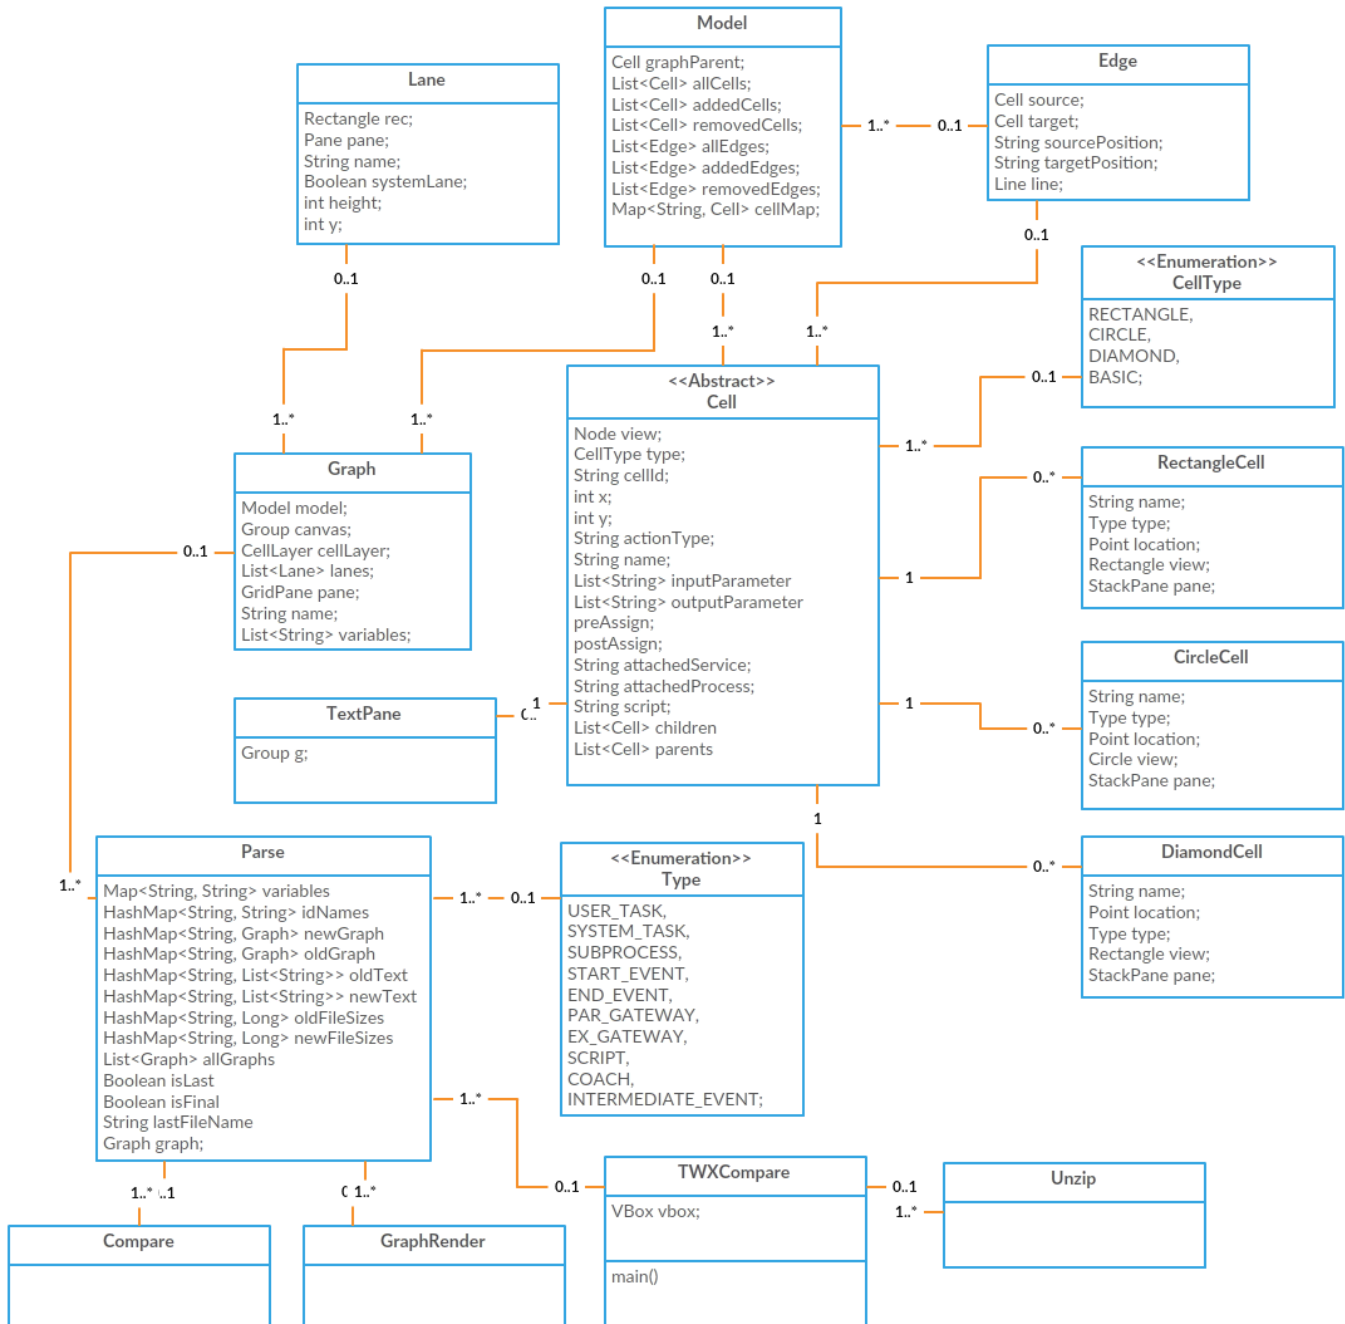 Model
Cell graphParent;
List<Cell> allCells;
List<Cell> addedCells;
List<Cell> removedCells;
List<Edge> allEdges;
List<Edge> addedEdges;
List<Edge> removedEdges;
Map<String, Cell> cellMap;
Lane
Rectangle rec;
Pane pane;
String name;
Boolean systemLane;
int height;
int y;
Edge
Cell source;
Cell target;
String sourcePosition;
String targetPosition;
Line line;
1..*
0..1
0..1
0..1
0..1
0..1
1..*
1..*
1..*
1..*
<<Enumeration>>
CellType
RECTANGLE,
CIRCLE,
DIAMOND,
BASIC;
0..1
1..*
<<Abstract>>
Cell
Node view;
CellType type;
String cellId;
int x;
int y;
String actionType;
String name;
List<String> inputParameter
List<String> outputParameter
preAssign;
postAssign;
String attachedService;
String attachedProcess;
String script;
List<Cell> children
List<Cell> parents
Graph
Model model;
Group canvas;
CellLayer cellLayer;
List<Lane> lanes;
GridPane pane;
String name;
List<String> variables;
0..1
RectangleCell
String name;
Type type;
Point location;
Rectangle view;
StackPane pane;
0..*
1
CircleCell
String name;
Type type;
Point location;
Circle view;
StackPane pane;
1
0..*
TextPane
Group g;
1
DiamondCell
String name;
Point location;
Type type;
Rectangle view;
StackPane pane;
1
0..*
Parse
Map<String, String> variables
HashMap<String, String> idNames
HashMap<String, Graph> newGraph
HashMap<String, Graph> oldGraph
HashMap<String, List<String>> oldText
HashMap<String, List<String>> newText
HashMap<String, Long> oldFileSizes
HashMap<String, Long> newFileSizes
List<Graph> allGraphs
Boolean isLast
Boolean isFinal
String lastFileName
Graph graph;
1..*
1..*
0..1
<<Enumeration>>
Type
USER_TASK,
SYSTEM_TASK,
SUBPROCESS,
START_EVENT,
END_EVENT,
PAR_GATEWAY,
EX_GATEWAY,
SCRIPT,
COACH,
INTERMEDIATE_EVENT;
1..*
0..1
1..*
1..*
TWXCompare
VBox vbox;
main()
0..1
1..*
Unzip
Compare
GraphRender